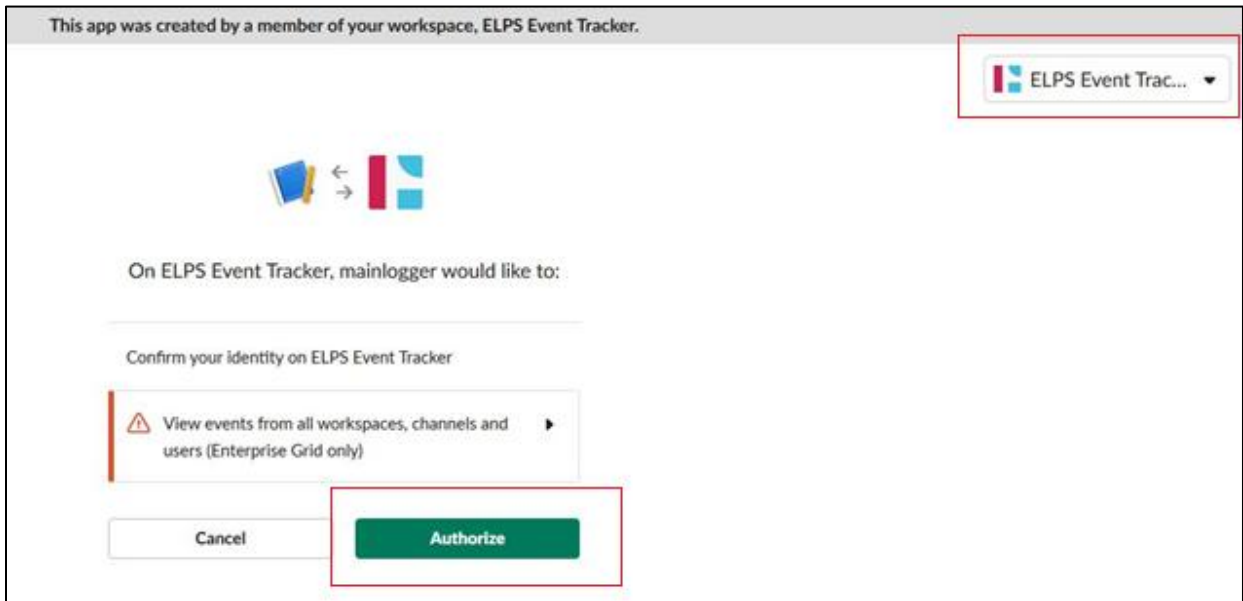 This app was created by a member of your workspace, ELPS Event Tracker.
ELPS Event Trac...
On ELPS Event Tracker, mainlogger would like to:
Confirm your identity on ELPS Event Tracker
View events from all workspaces, channels and
users (Enterprise Grid only)
Cancel
Authorize